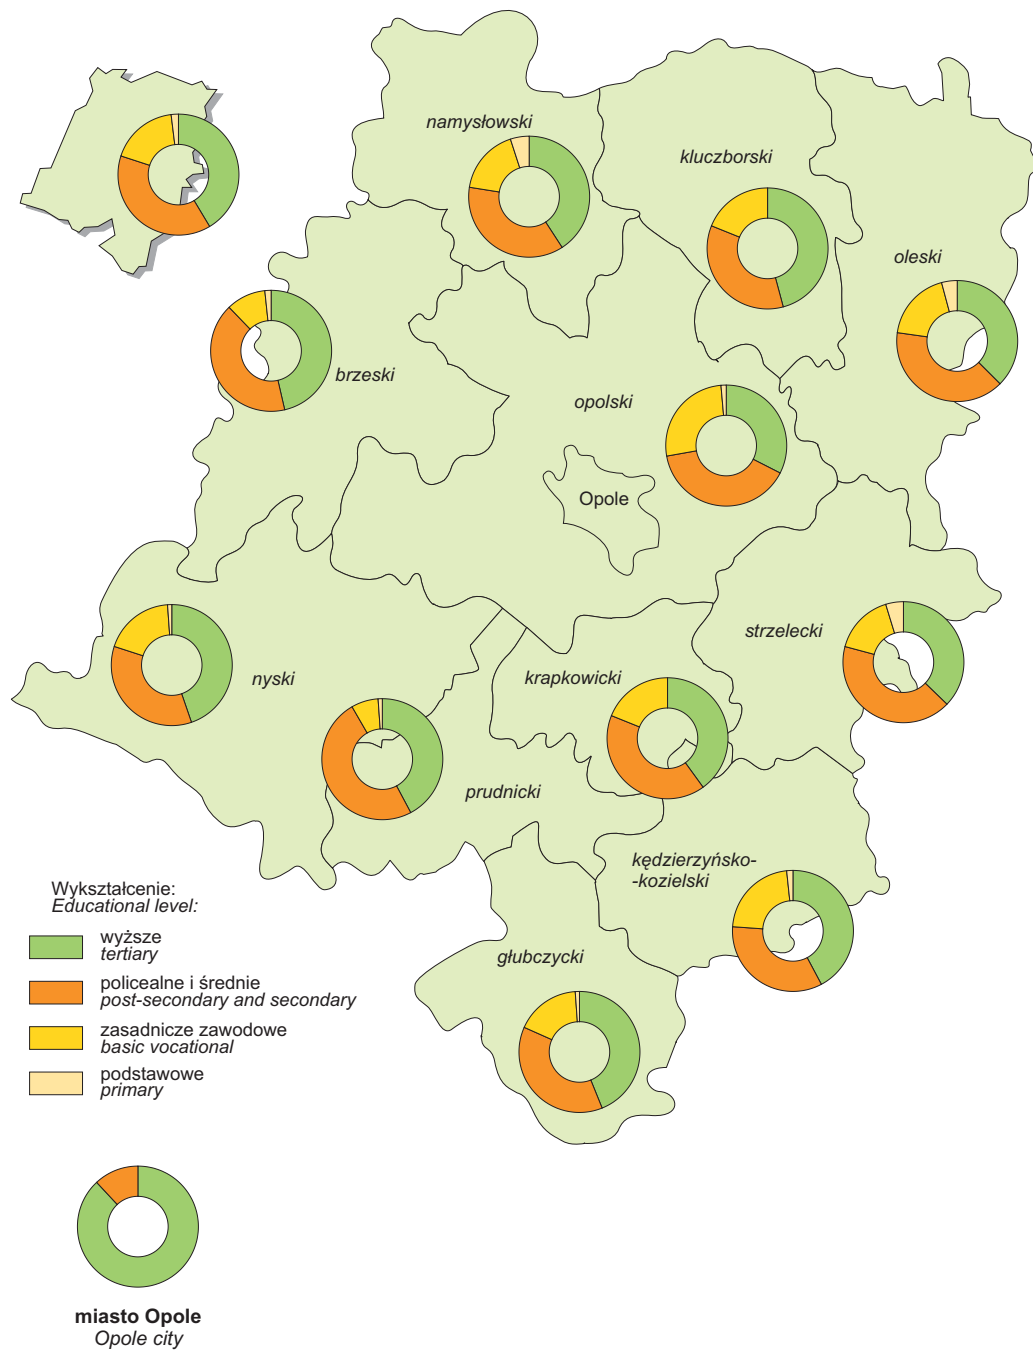 namysłowski
kluczborski
oleski
brzeski
opolski
Opole
strzelecki
nyski
krapkowicki
prudnicki
kędzierzyńsko-
-kozielski
głubczycki
Wykształcenie:
Educational level:
wyższe
tertiary
policealne i średnie
post-secondary and secondary
zasadnicze zawodowe
basic vocational
podstawowe
primary
miasto Opole
Opole city